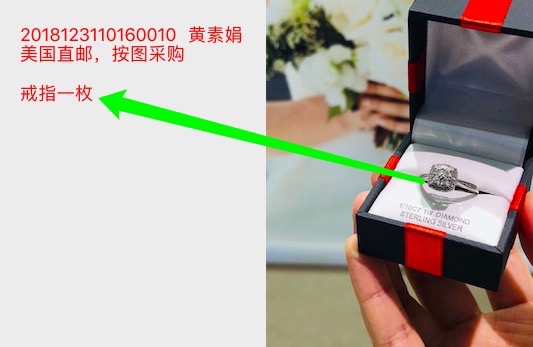 2018123110160010 黄素娟
美国直邮，按图采购
戒指一枚
1/10CT TW DIAMOND
STERLING SILVER